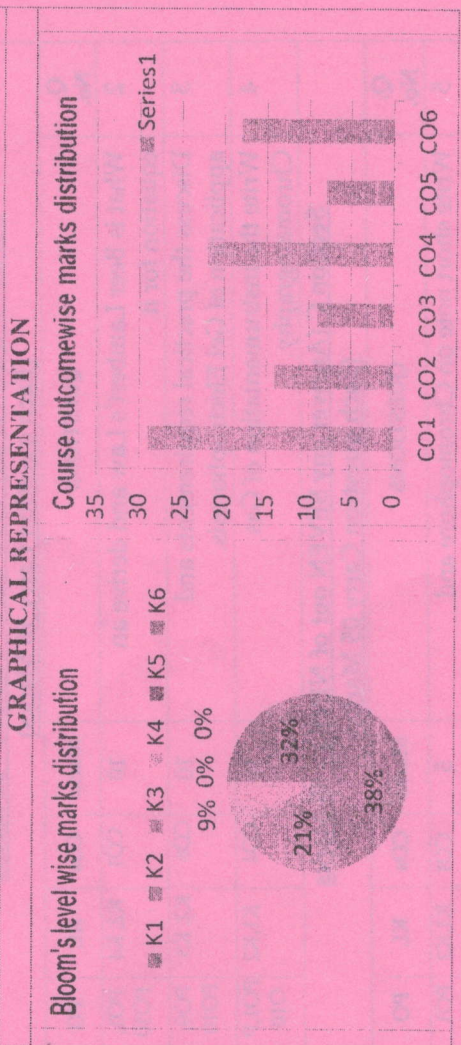 GRAPHICAL REPRESENTATION
Bloom's level wise marks distribution
K1 K2 K3 K4 K5 K6
9% 0% 0%
32%
21%
38%
Course outcomewise marks distribution
Series1
35
30
25
20
15
10
5
0
CO1 CO2 CO3 CO4 CO5 CO6